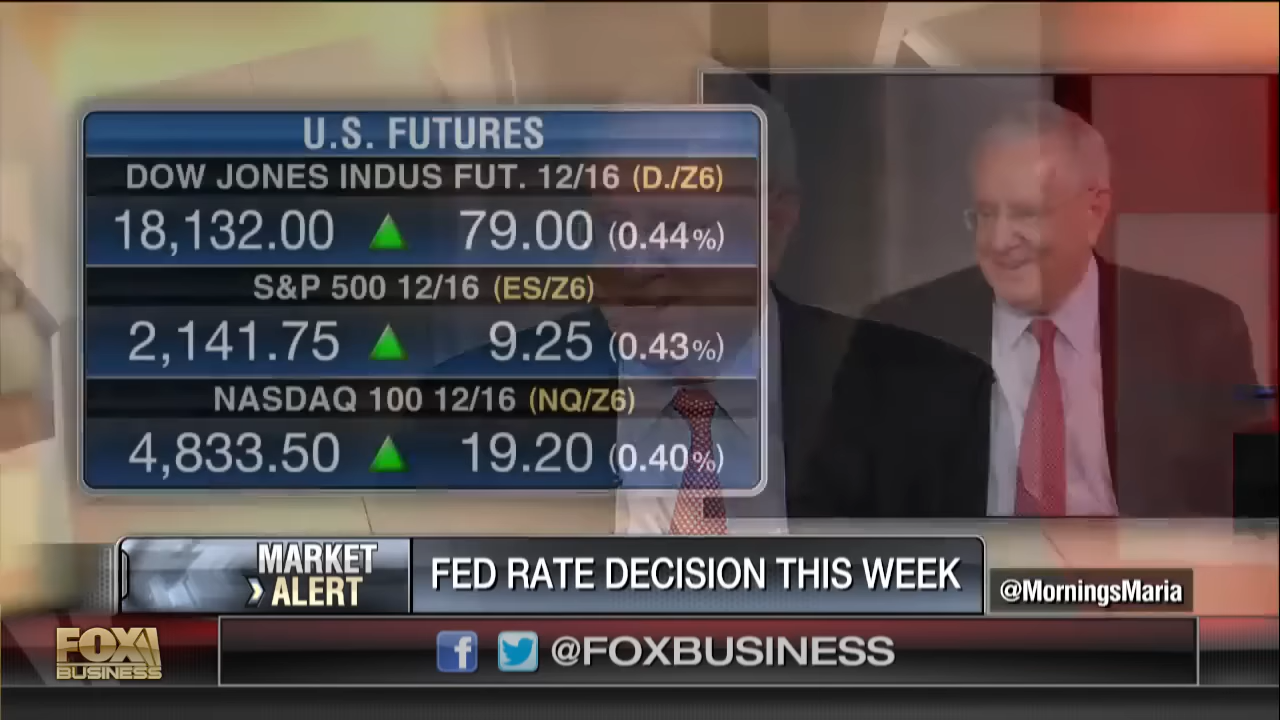 U.S. FUTURES
DOW JONES INDUS FUT. 12/16 (D./Z6)
18,132.00 ▲ 79.00 (0.44%)
S&P 500 12/16 (ES/Z6)
2,141.75 ▲ 9.25 (0.43%)
NASDAQ 100 12/16 (NQ/Z6)
4,833.50 ▲ 19.20 (0.40%)
MARKET
ALERT
FED RATE DECISION THIS WEEK
@MorningsMaria
FOX
BUSINESS
f @FOXBUSINESS